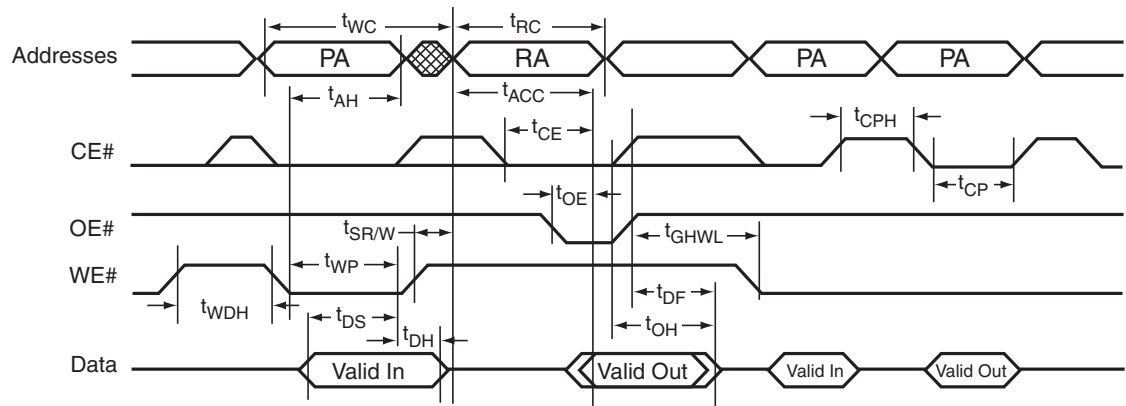 tWC tRC
Addresses PA RA PA PA
tAH tACC
tCE tCPH
CE#
tOE tCP
OE#
tSR/W tGHWL
WE# tWP
tWDH tDF
tDS tDH tOH
Data Valid In Valid Out Valid In Valid Out